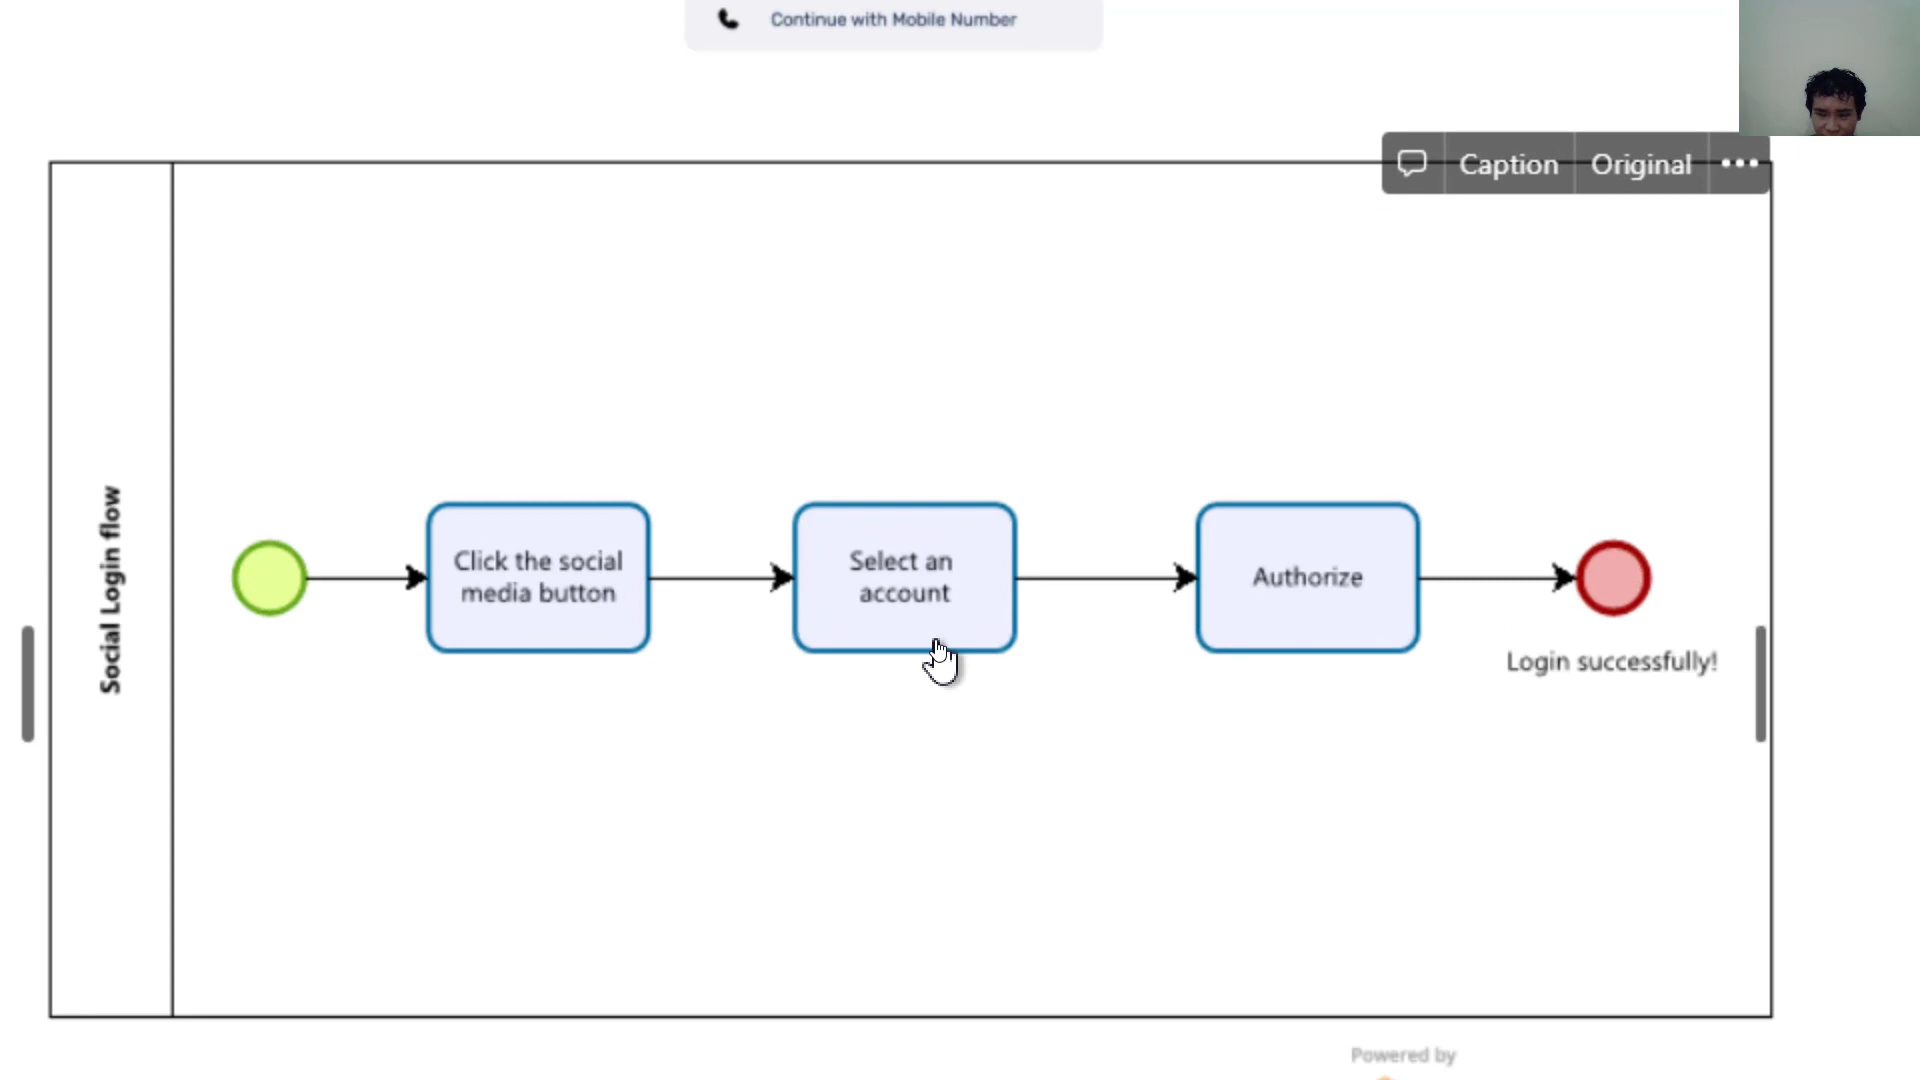 Continue with Mobile Number
Caption
Original
Social Login flow
Click the social
media button
Select an
account
Authorize
Login successfully!
Powered by